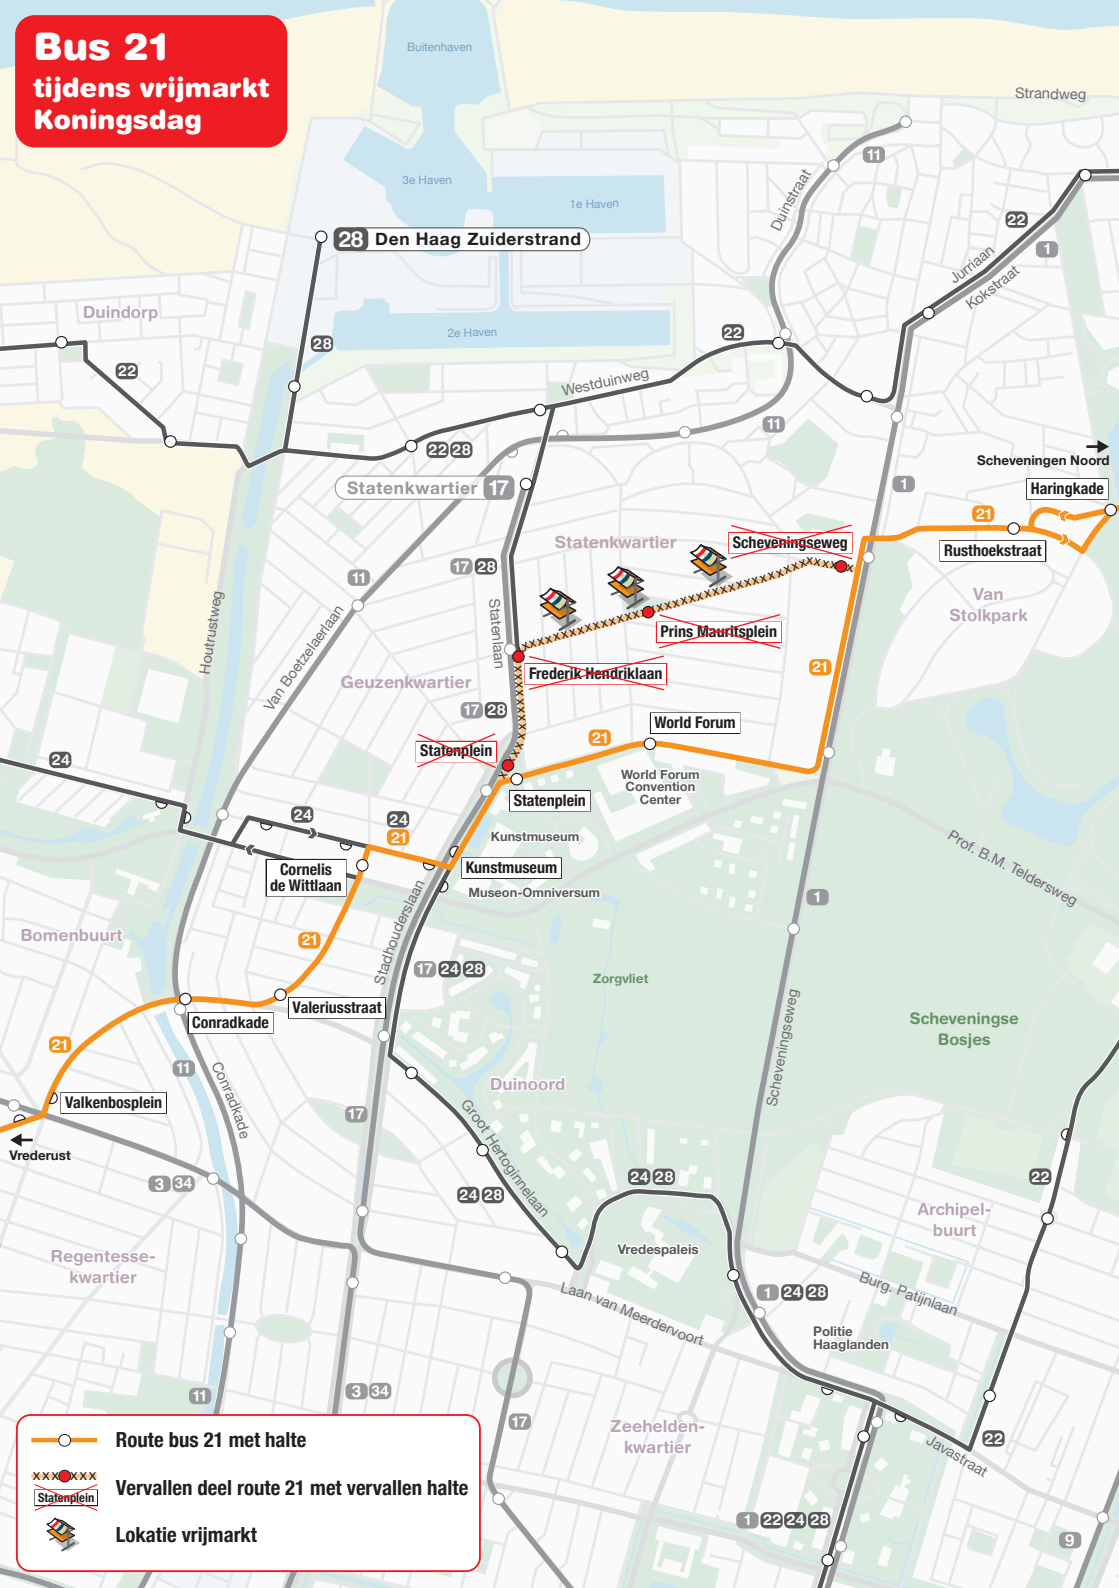 Bus 21
tijdens vrijmarkt
Koningsdag
Buitenhaven
Strandweg
11
3e Haven
1e Haven
Duinstraat
22
1
28 Den Haag Zuiderstrand
Jurriaan
Kokstraat
Duindorp
2e Haven
28
22
22
Westduinweg
11
22 28
Scheveningen Noord
Statenkwartier 17
1
Haringkade
21
Statenkwartier
Scheveningseweg
Rusthoekstraat
17 28
11
Van
Stolkpark
Houtrustweg
Van Boetzelaerlaan
Statenlaan
Prins Mauritsplein
Frederik Hendriklaan
21
Geuzenkwartier
17 28
World Forum
21
Statenplein
24
World Forum
Convention
Center
Statenplein
24
24
21
Kunstmuseum
Prof. B.M. Teldersweg
Cornelis
de Wittlaan
Kunstmuseum
Museon-Omniversum
1
Stadhouderslaan
Bomenbuurt
21
17 24 28
Zorgvliet
Valeriusstraat
Conradkade
Scheveningseweg
Scheveningse
Bosjes
21
11
Conradkade
Duinoord
Valkenbosplein
17
Groot Hertoginnelaan
Vrederust
3 34
24 28
24 28
22
Archipel-
buurt
Regentesse-
kwartier
Vredespaleis
Laan van Meerdervoort
1 24 28
Burg. Patijnlaan
Politie
Haaglanden
11
3 34
17
Zeehelden-
kwartier
22
Javastraat
1 22 24 28
9
Route bus 21 met halte
Statenplein
Vervallen deel route 21 met vervallen halte
Lokatie vrijmarkt